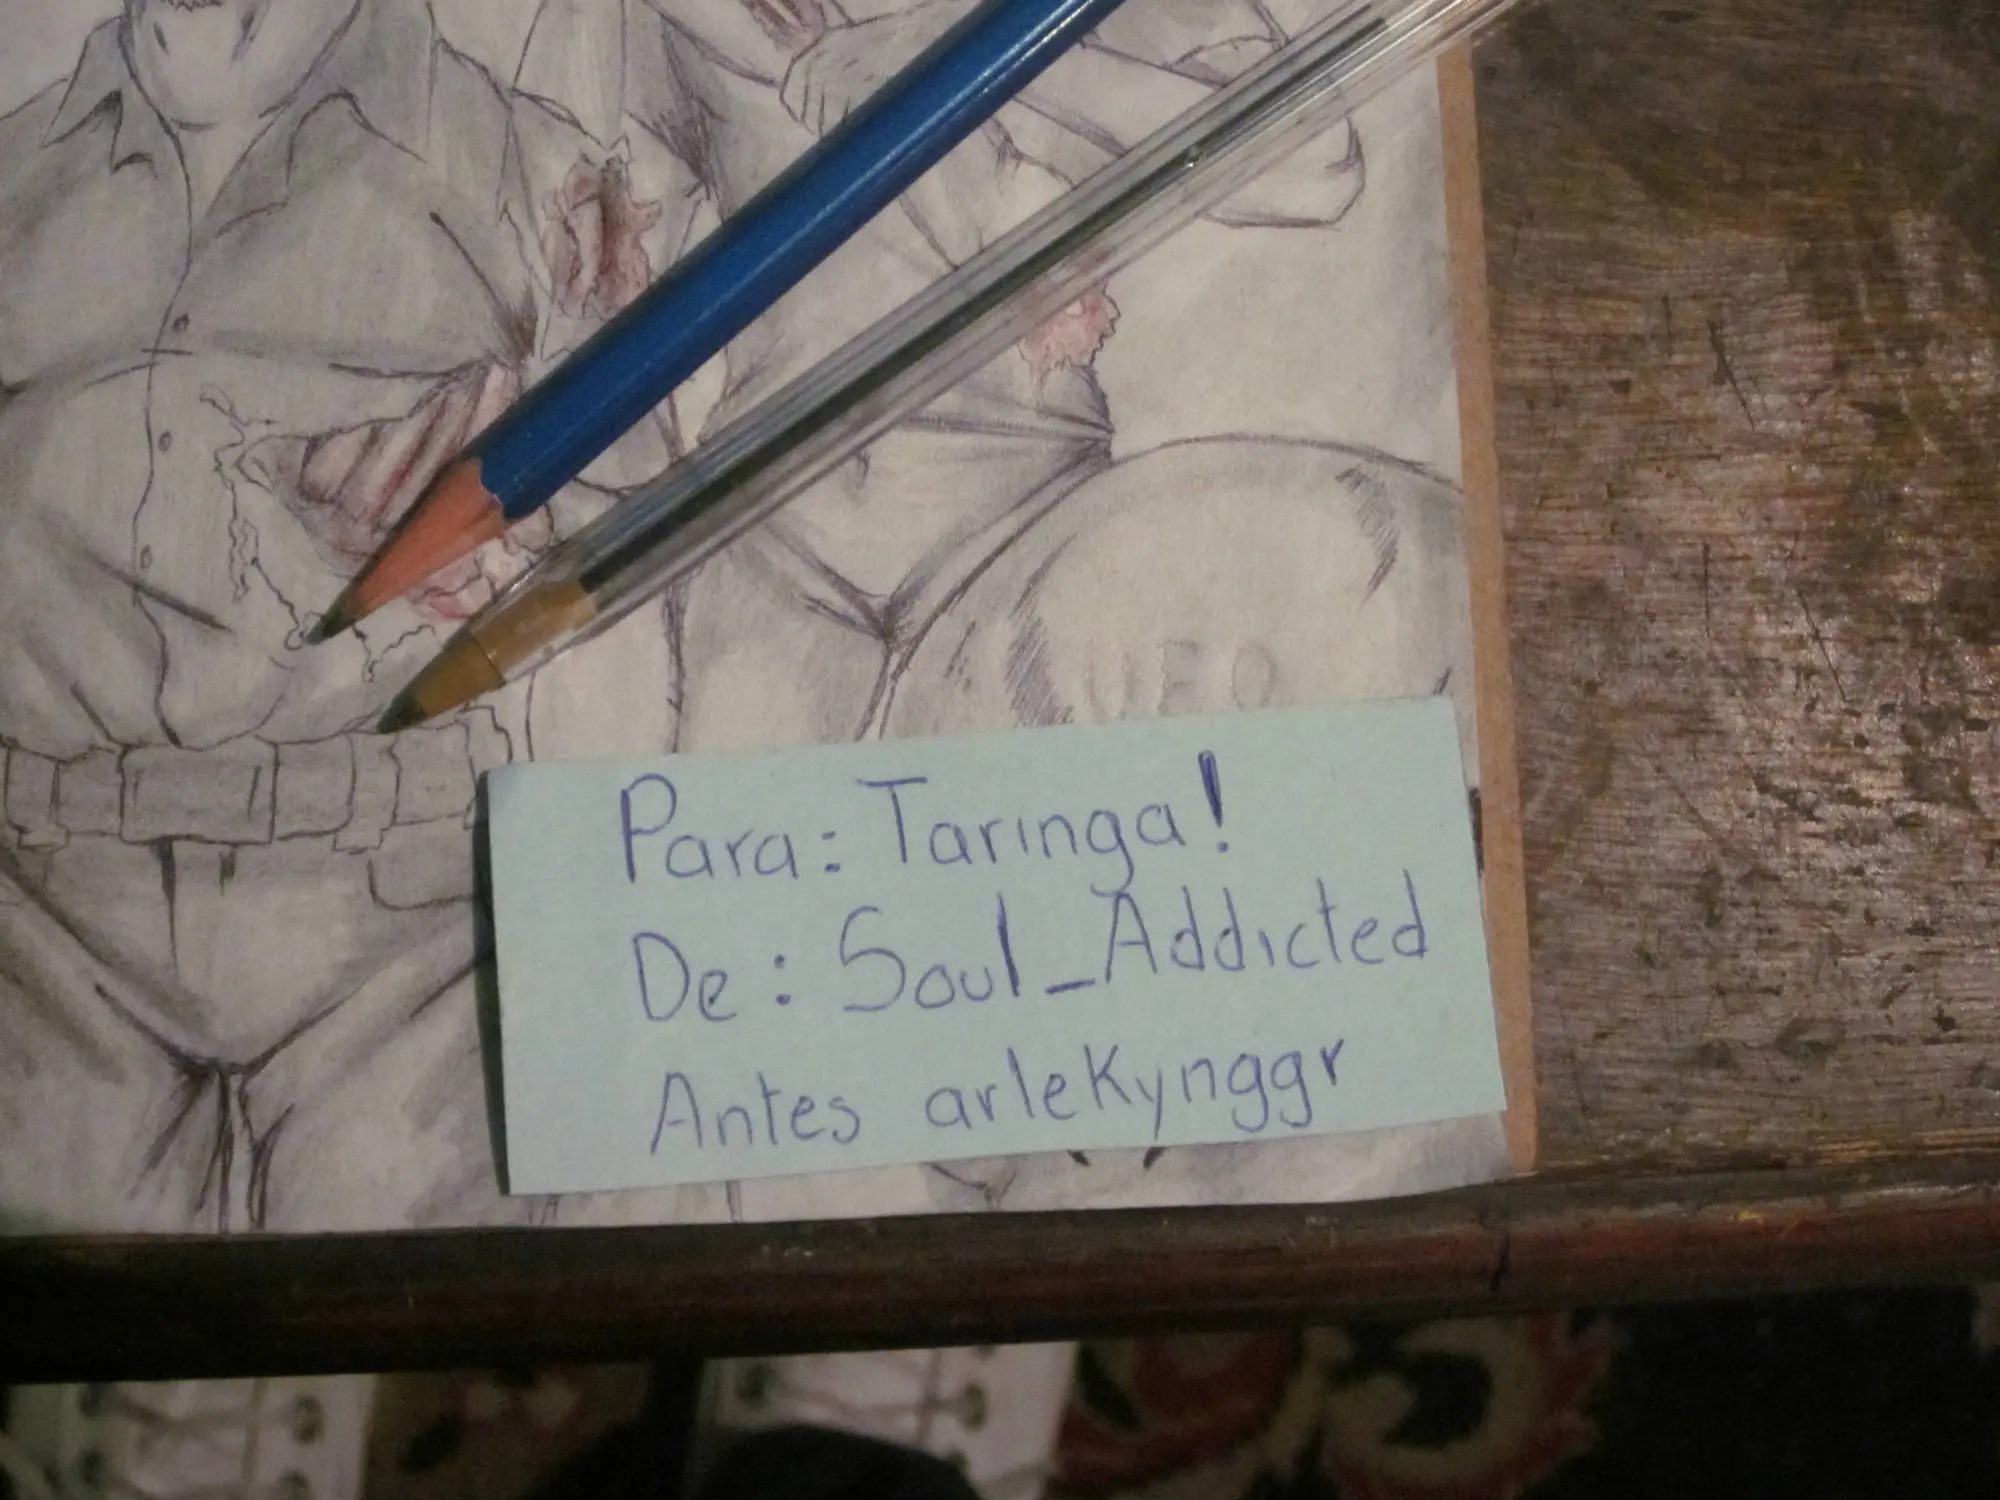 UFO
Para: Taringa!
De: Soul_Addicted
Antes arleKynggr